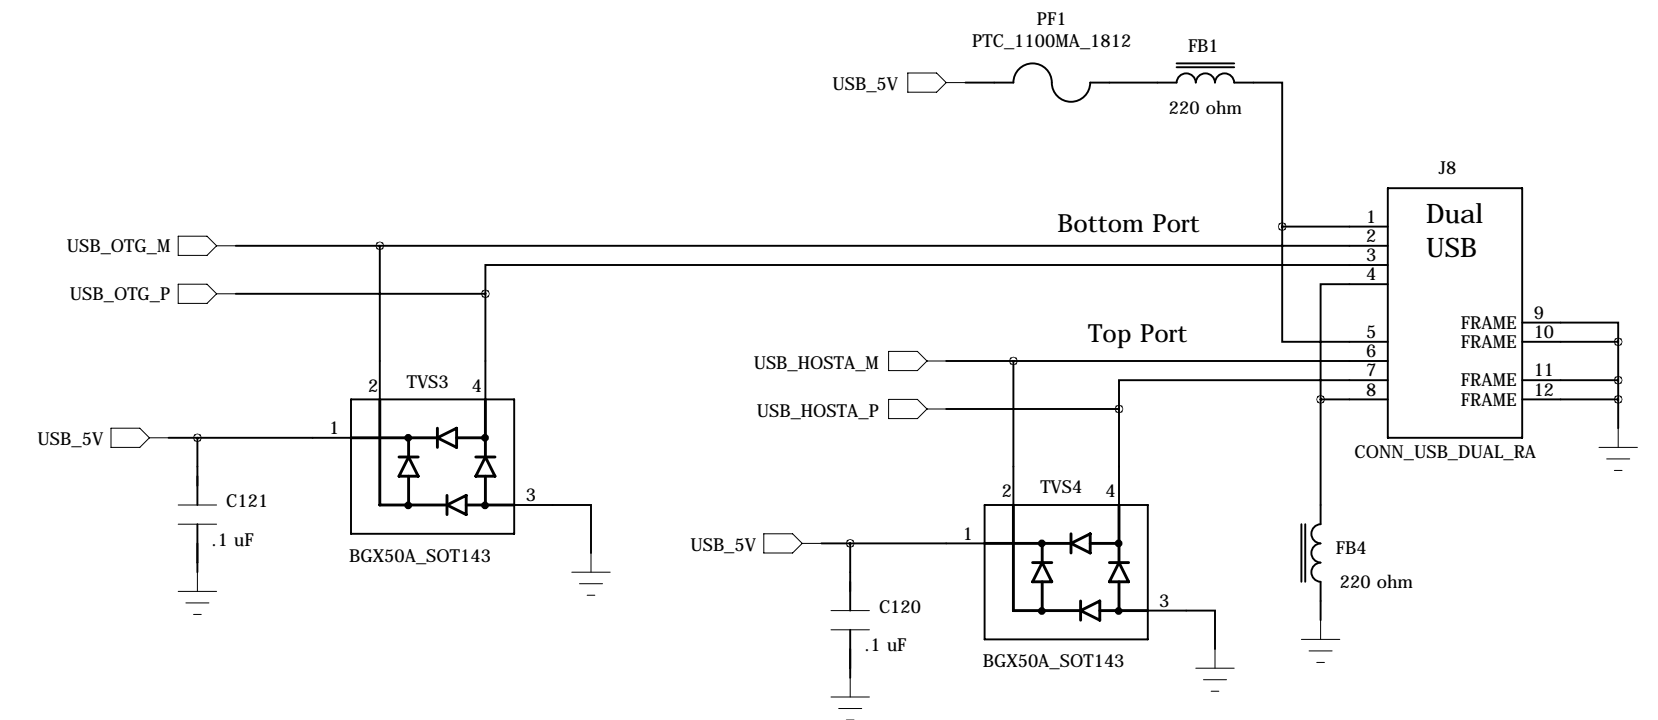 PF1
PTC_1100MA_1812
FB1
USB_5V
220 ohm
J8
Dual
USB
Bottom Port
1
2
3
4
USB_OTG_M
USB_OTG_P
FRAME 9
FRAME 10
Top Port
5
6
7
8
USB_HOSTA_M
USB_HOSTA_P
FRAME 11
FRAME 12
CONN_USB_DUAL_RA
2 TVS3 4
USB_5V
1
3
C121
.1 uF
BGX50A_SOT143
2 TVS4 4
USB_5V
1
3
C120
.1 uF
BGX50A_SOT143
FB4
220 ohm